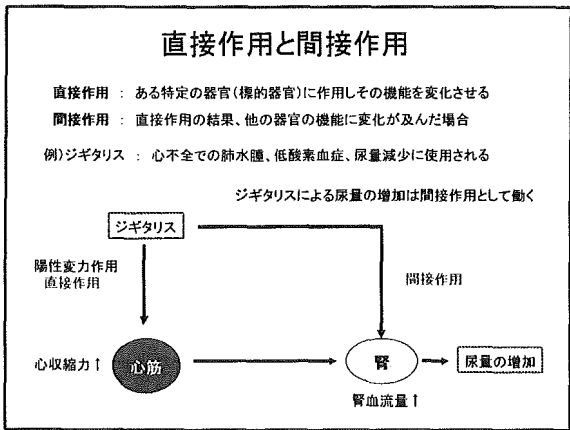 直接作用と間接作用
直接作用 : ある特定の器官(標的器官)に作用しその機能を変化させる
間接作用 : 直接作用の結果、他の器官の機能に変化が及んだ場合
例)ジギタリス : 心不全での肺水腫、低酸素血症、尿量減少に使用される
ジギタリスによる尿量の増加は間接作用として働く
ジギタリス
陽性変力作用
直接作用
間接作用
心収縮力↑
心筋
腎
尿量の増加
腎血流量↑